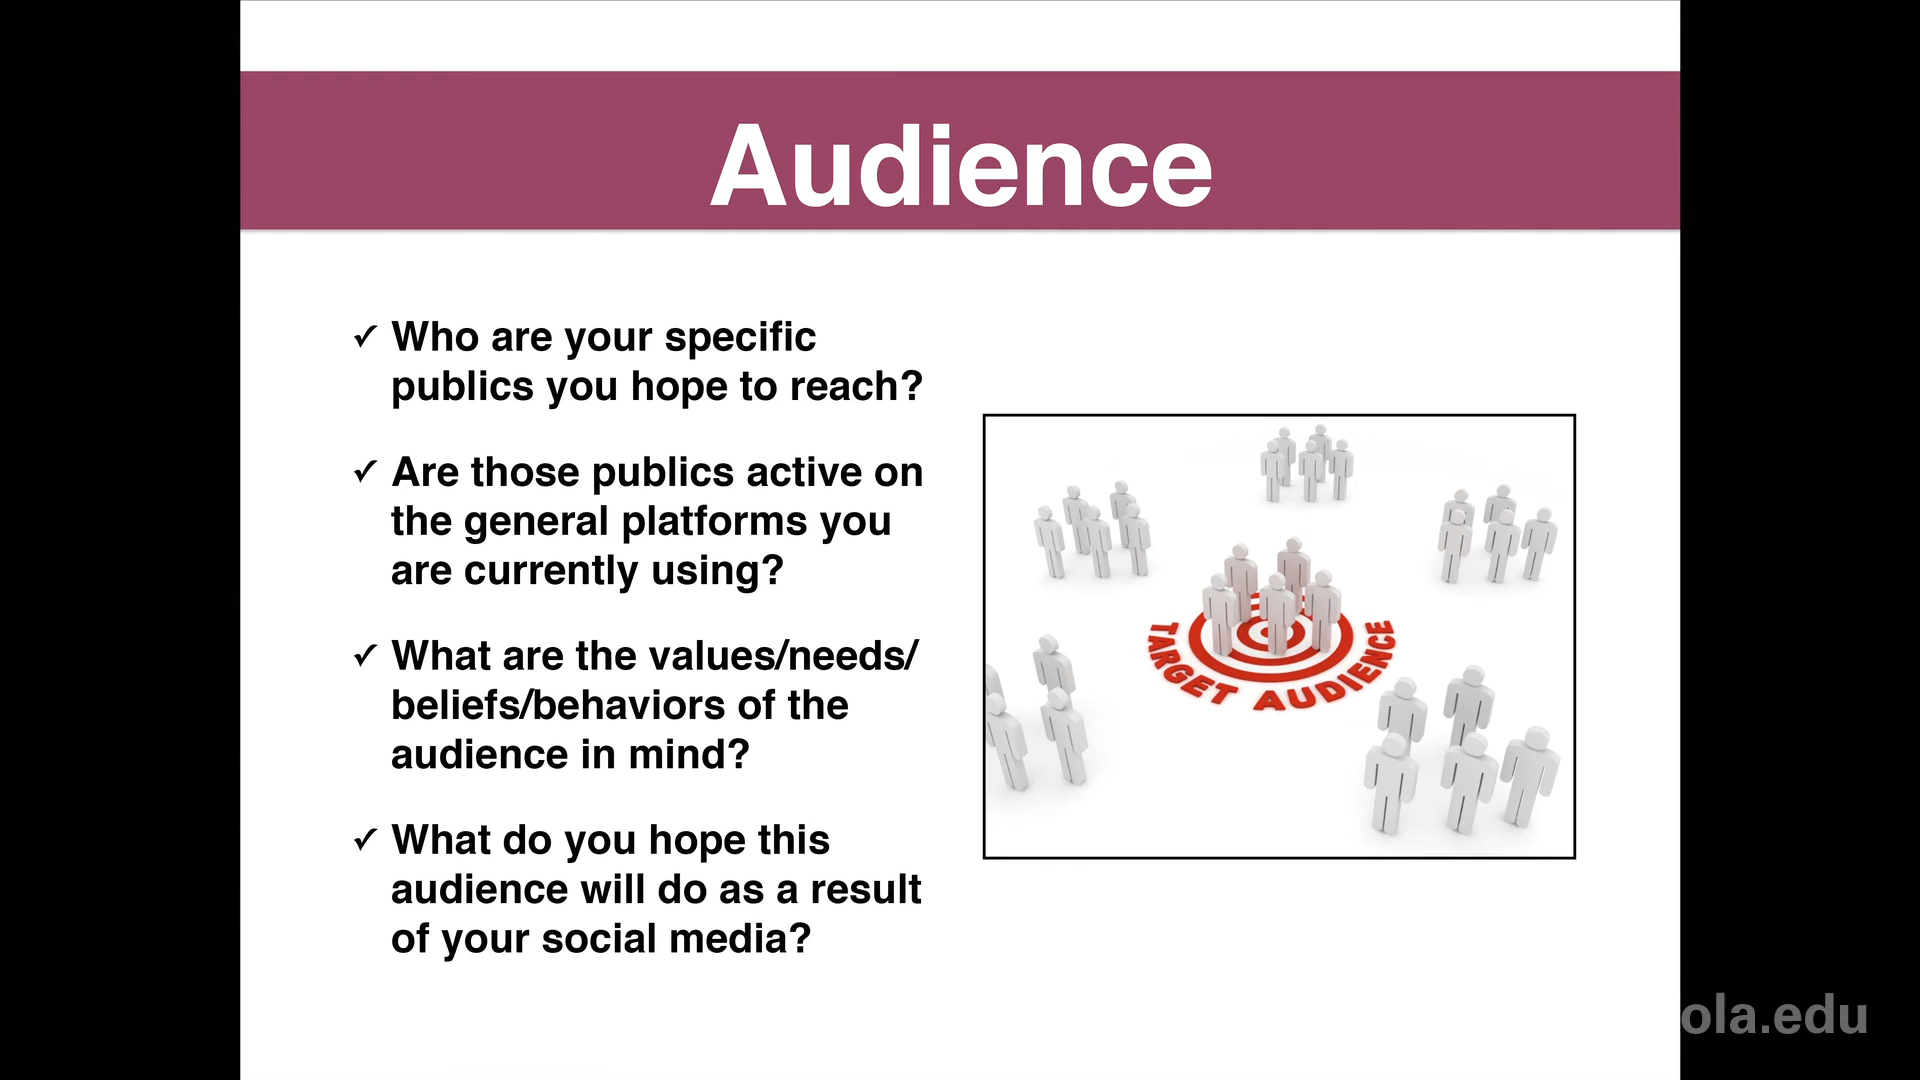 Audience
✓ Who are your specific
publics you hope to reach?
✓ Are those publics active on
the general platforms you
are currently using?
✓ What are the values/needs/
beliefs/behaviors of the
audience in mind?
✓ What do you hope this
audience will do as a result
of your social media?
TARGET AUDIENCE
ola.edu